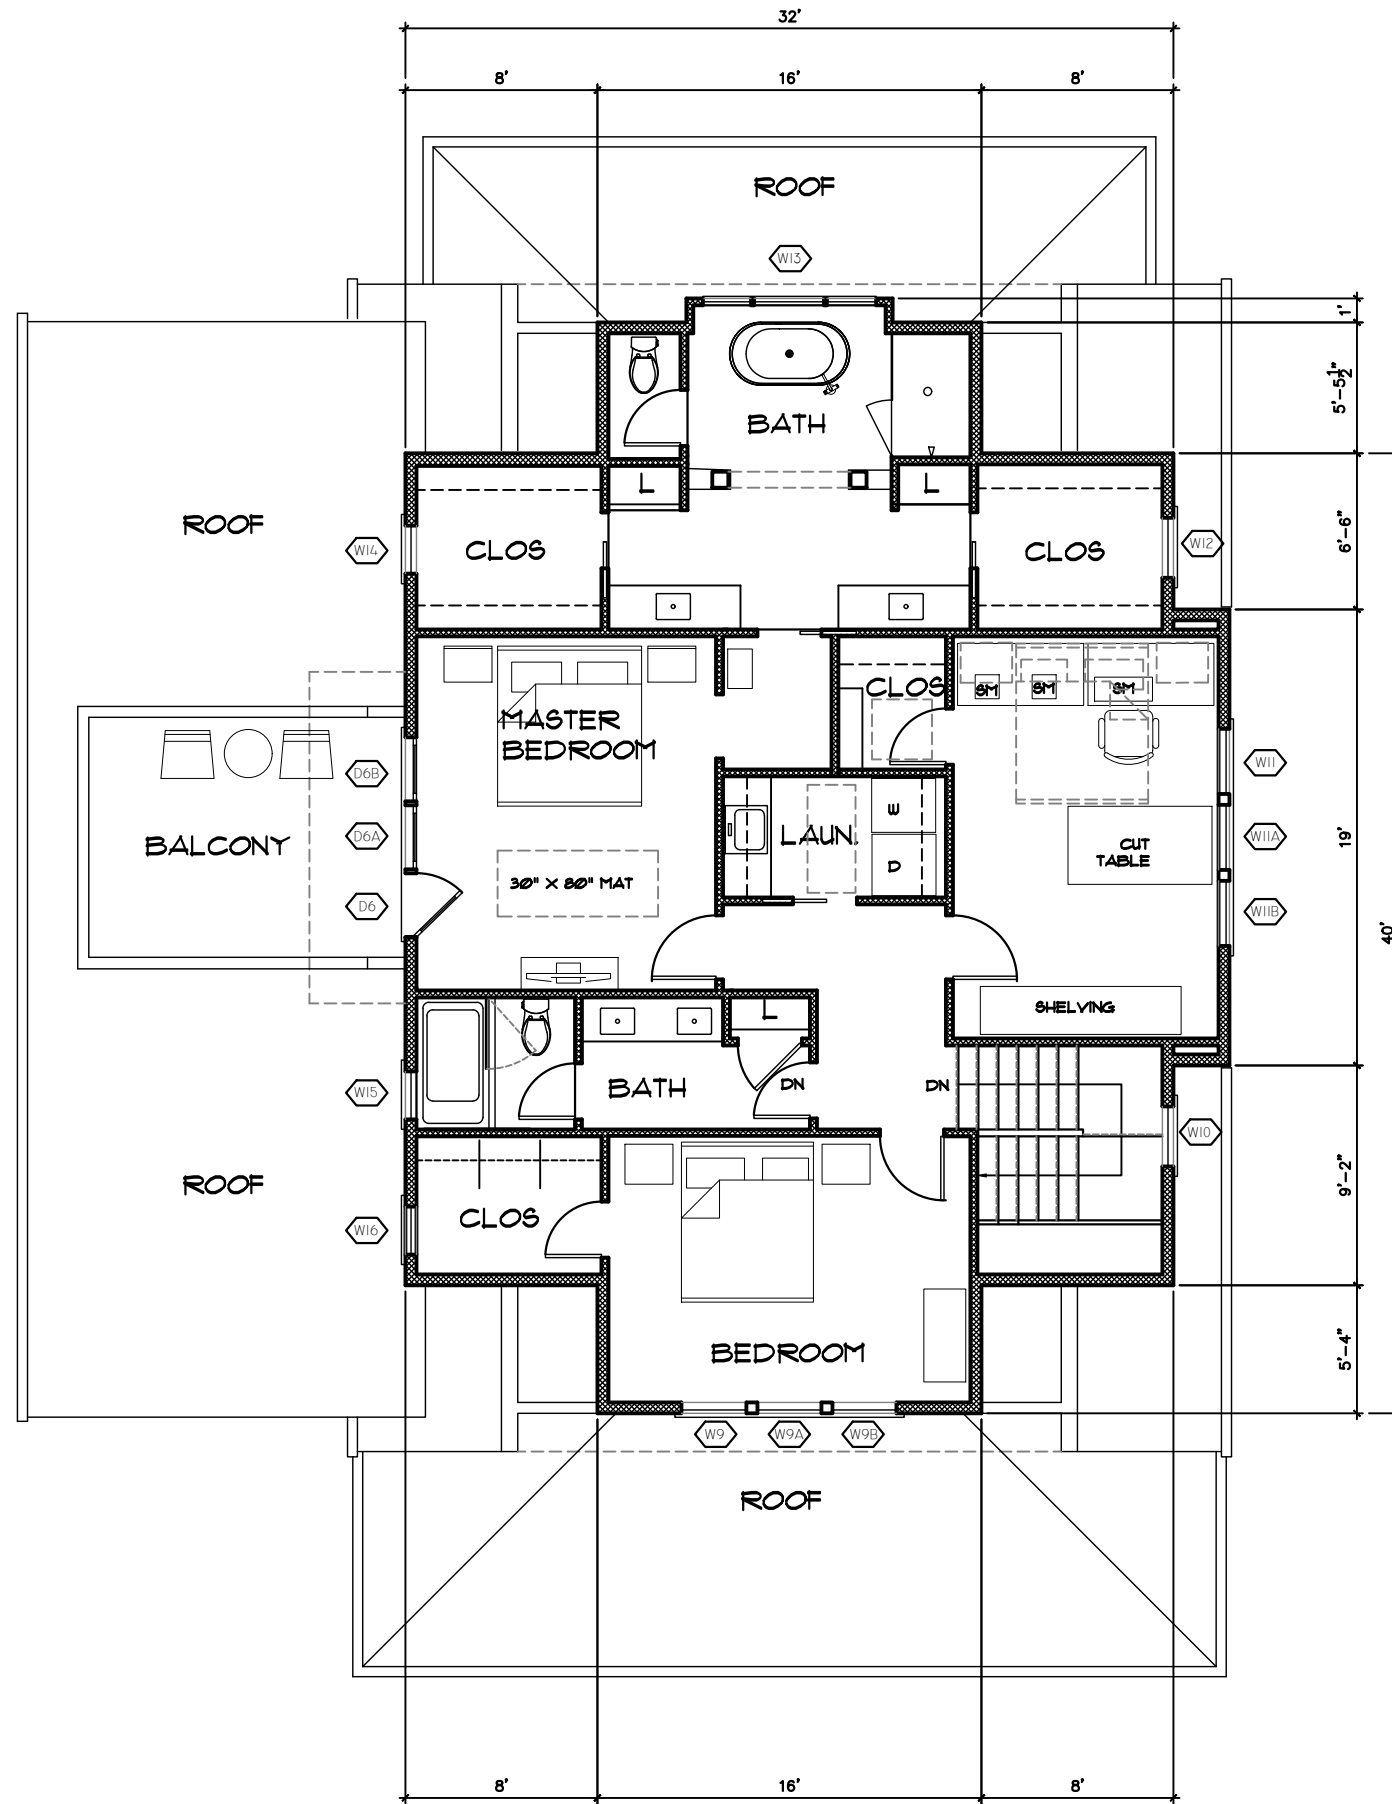 32'
8'
16'
8'
ROOF
W13
1'
5'-5 1/2"
BATH
L
L
ROOF
W14
CLOS
CLOS
W12
6'-6"
CLOS
SM
SM
SM
MASTER
BEDROOM
D6B
W11
BALCONY
D6A
LAUN.
W
D
CUT
TABLE
W11A
19'
30" X 80" MAT
D6
W11B
40'
SHELVING
L
W15
BATH
DN
DN
W10
ROOF
9'-2"
CLOS
W16
BEDROOM
5'-4"
W9
W9A
W9B
ROOF
8'
16'
8'